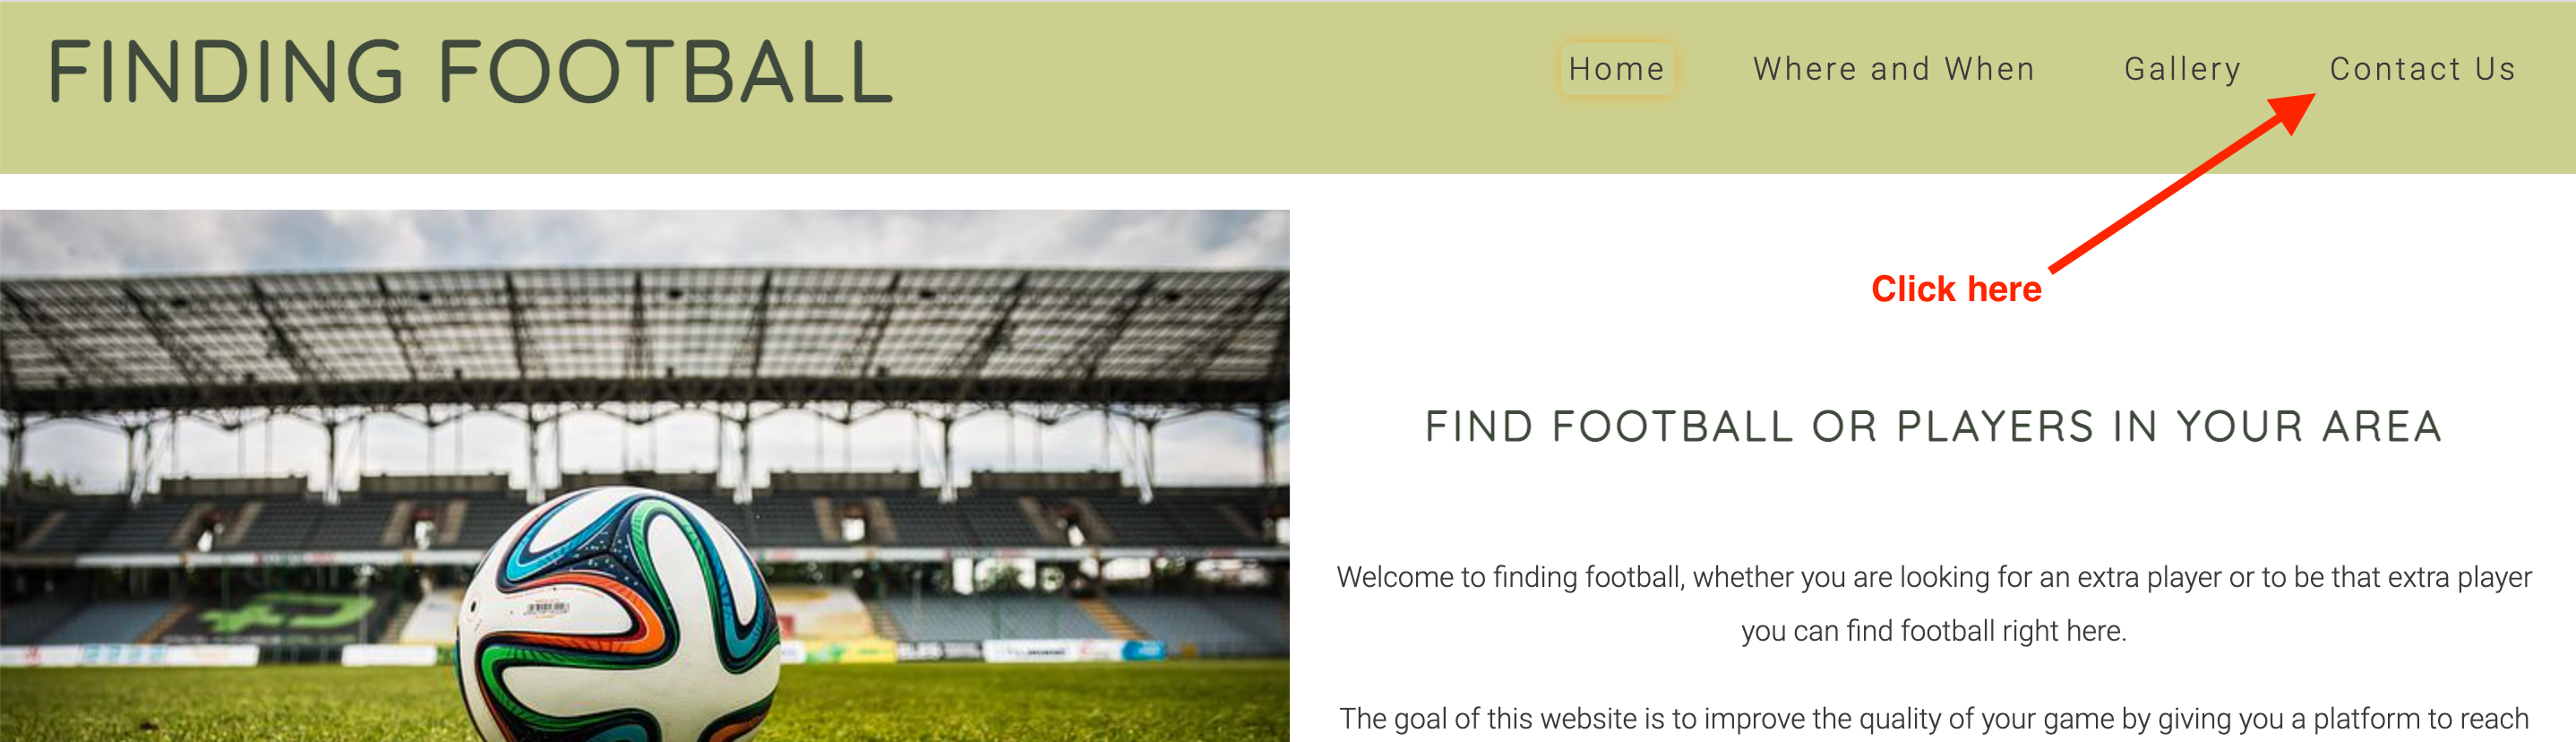 FINDING FOOTBALL
Home
Where and When
Gallery
Contact Us
Click here
FIND FOOTBALL OR PLAYERS IN YOUR AREA
Welcome to finding football, whether you are looking for an extra player or to be that extra player
you can find football right here.
The goal of this website is to improve the quality of your game by giving you a platform to reach